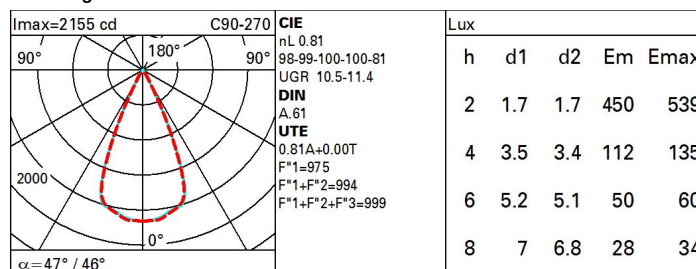 Imax=2155 cd C90-270
90° 180° 90°
2000
0°
α=47° / 46°
CIE
nL 0.81
98-99-100-100-81
UGR 10.5-11.4
DIN
A.61
UTE
0.81A+0.00T
F"1=975
F"1+F"2=994
F"1+F"2+F"3=999
Lux
h d1 d2 Em Emax
2 1.7 1.7 450 539
4 3.5 3.4 112 135
6 5.2 5.1 50 60
8 7 6.8 28 34